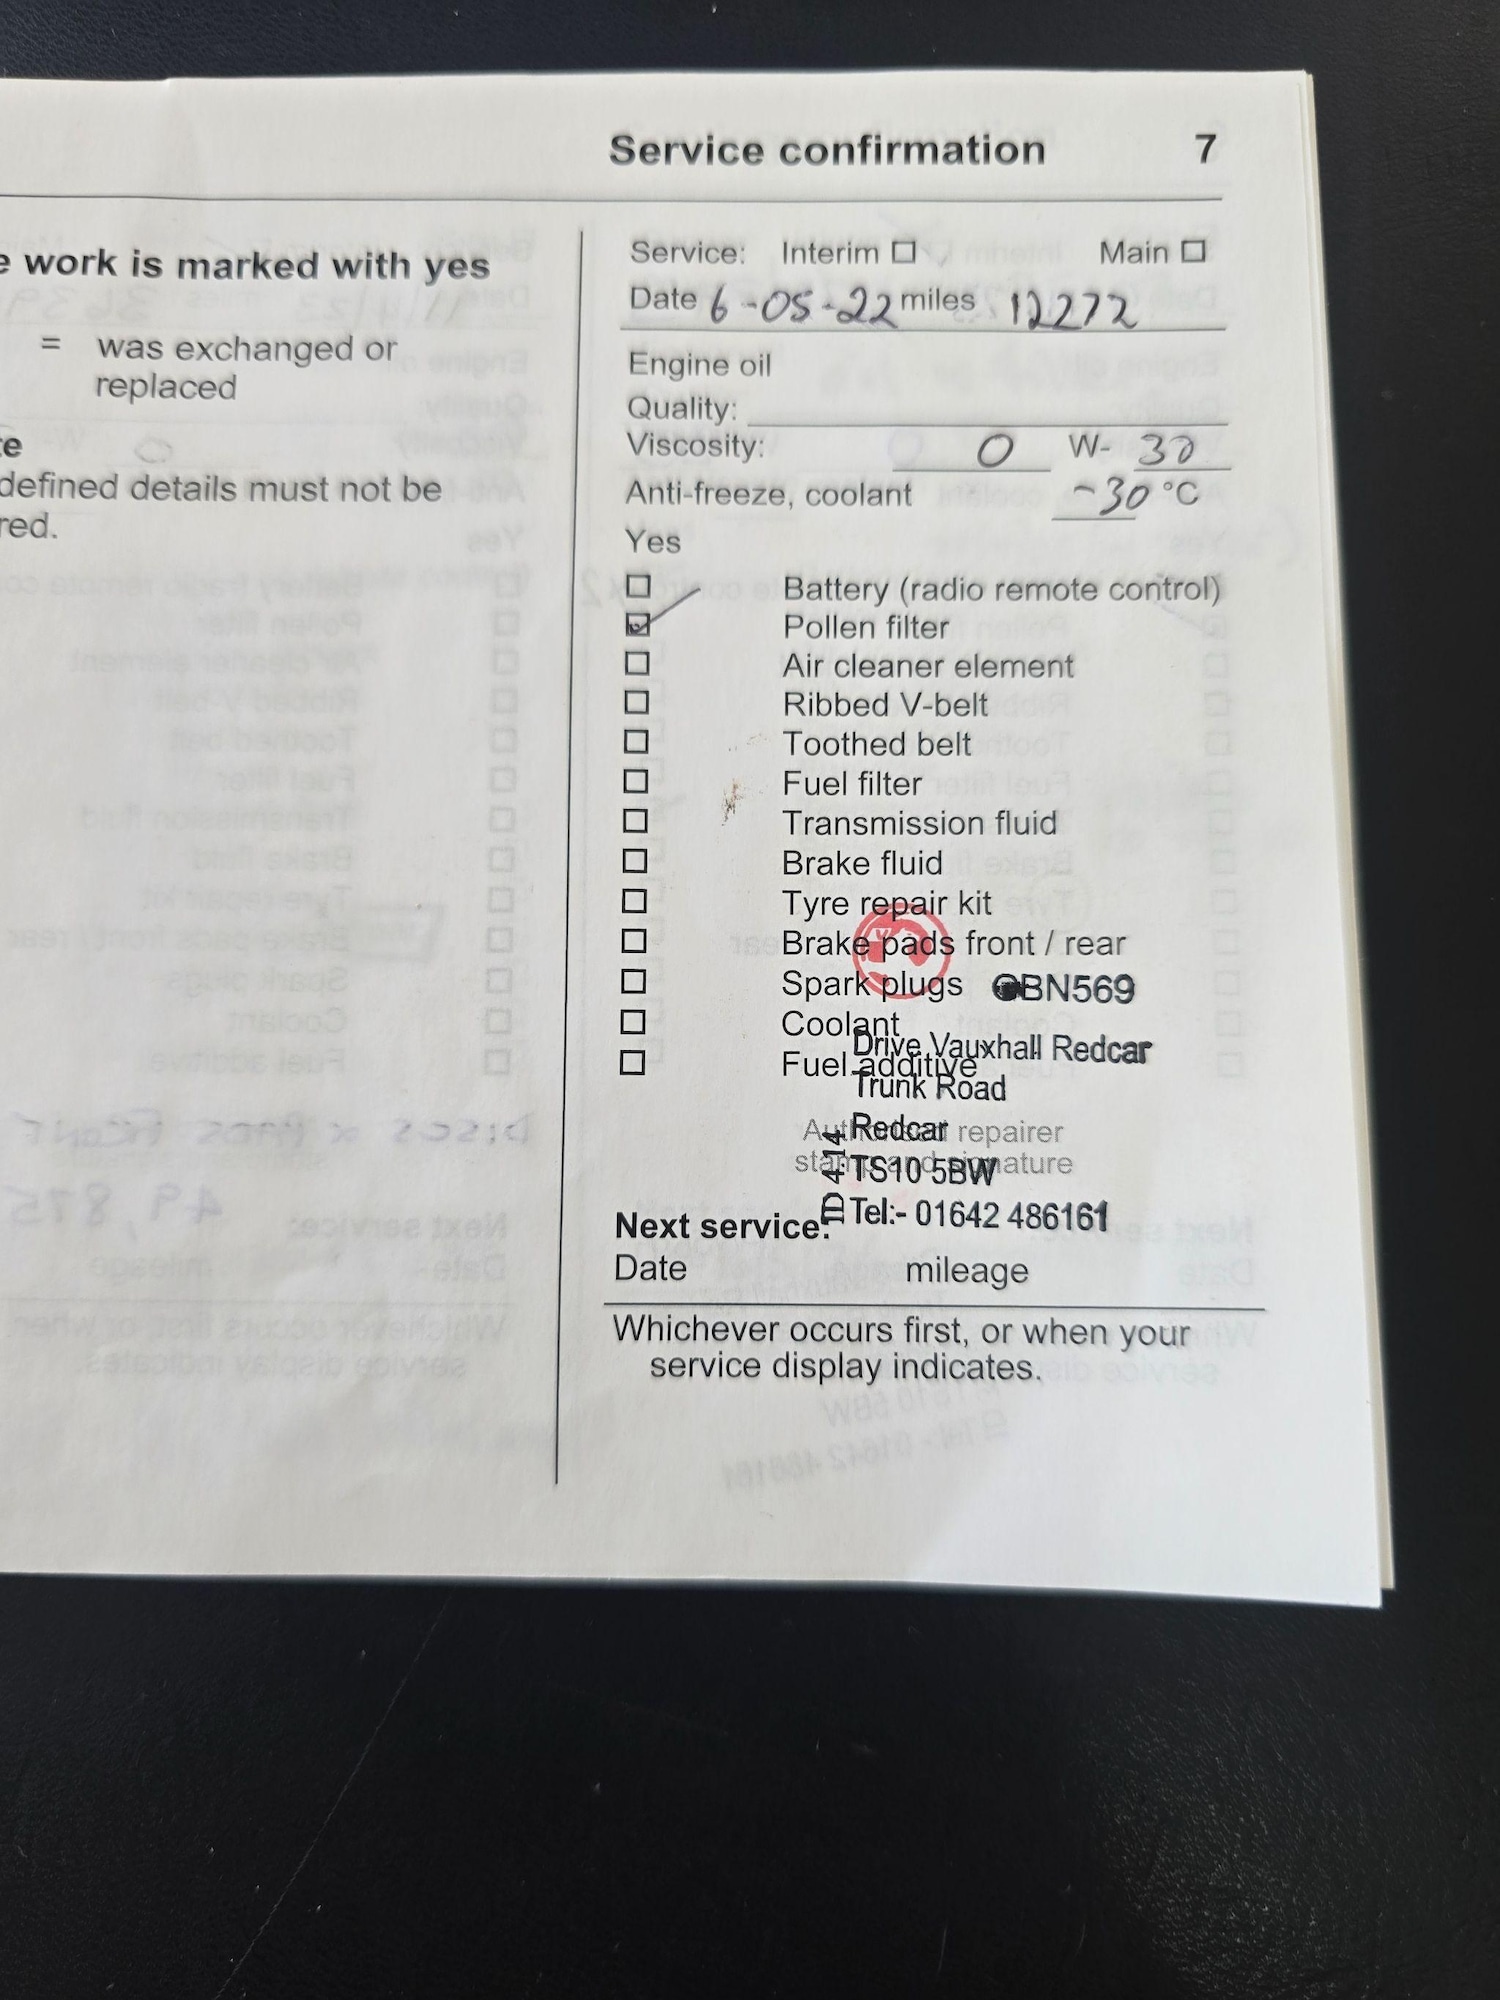 Service confirmation 7
e work is marked with yes
= was exchanged or
replaced
te
defined details must not be
red.
Service: Interim ☐ Main ☐
Date 6-05-22 miles 12272
Engine oil
Quality:
Viscosity: 0 W- 30
Anti-freeze, coolant -30 °C
Yes
☐ Battery (radio remote control)
☑ Pollen filter
☐ Air cleaner element
☐ Ribbed V-belt
☐ Toothed belt
☐ Fuel filter
☐ Transmission fluid
☐ Brake fluid
☐ Tyre repair kit
☐ Brake pads front / rear
☐ Spark plugs
BN569
☐ Coolant
Drive Vauxhall Redcar
☐ Fuel additive
Trunk Road
Authorised repairer
Redcar
stamp and signature
TS10 5BW
ID 414
Tel:- 01642 486161
Next service:
Date mileage
Whichever occurs first, or when your
service display indicates.